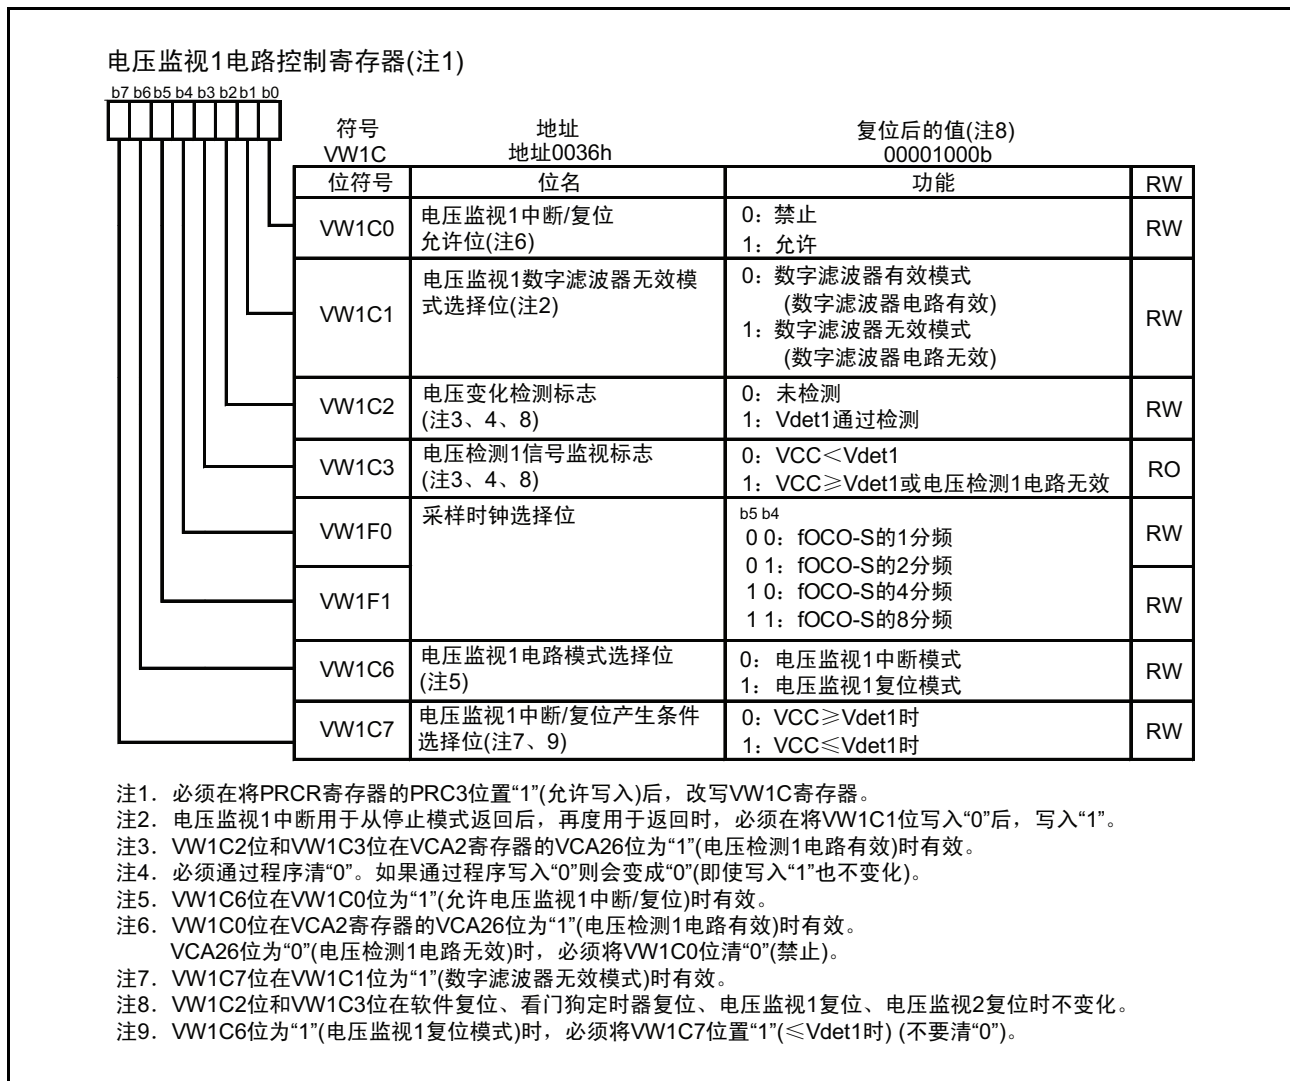 电压监视1电路控制寄存器(注1)
b7 b6 b5 b4 b3 b2 b1 b0
符号 地址 复位后的值(注8)
VW1C 地址0036h 00001000b
位符号 位名 功能 RW
VW1C0 电压监视1中断/复位 0：禁止 RW
允许位(注6) 1：允许
VW1C1 电压监视1数字滤波器无效模 0：数字滤波器有效模式 RW
式选择位(注2) (数字滤波器电路有效)
1：数字滤波器无效模式
(数字滤波器电路无效)
VW1C2 电压变化检测标志 0：未检测 RW
(注3、4、8) 1：Vdet1通过检测
VW1C3 电压检测1信号监视标志 0：VCC＜Vdet1 RO
(注3、4、8) 1：VCC≥Vdet1或电压检测1电路无效
VW1F0 采样时钟选择位 b5 b4 RW
0 0：fOCO-S的1分频
0 1：fOCO-S的2分频
VW1F1 1 0：fOCO-S的4分频 RW
1 1：fOCO-S的8分频
VW1C6 电压监视1电路模式选择位 0：电压监视1中断模式 RW
(注5) 1：电压监视1复位模式
VW1C7 电压监视1中断/复位产生条件 0：VCC≥Vdet1时 RW
选择位(注7、9) 1：VCC≤Vdet1时
注1. 必须在将PRCR寄存器的PRC3位置“1”(允许写入)后，改写VW1C寄存器。
注2. 电压监视1中断用于从停止模式返回后，再度用于返回时，必须在将VW1C1位写入“0”后，写入“1”。
注3. VW1C2位和VW1C3位在VCA2寄存器的VCA26位为“1”(电压检测1电路有效)时有效。
注4. 必须通过程序清“0”。如果通过程序写入“0”则会变成“0”(即使写入“1”也不变化)。
注5. VW1C6位在VW1C0位为“1”(允许电压监视1中断/复位)时有效。
注6. VW1C0位在VCA2寄存器的VCA26位为“1”(电压检测1电路有效)时有效。
VCA26位为“0”(电压检测1电路无效)时，必须将VW1C0位清“0”(禁止)。
注7. VW1C7位在VW1C1位为“1”(数字滤波器无效模式)时有效。
注8. VW1C2位和VW1C3位在软件复位、看门狗定时器复位、电压监视1复位、电压监视2复位时不变化。
注9. VW1C6位为“1”(电压监视1复位模式)时，必须将VW1C7位置“1”(≤Vdet1时) (不要清“0”)。